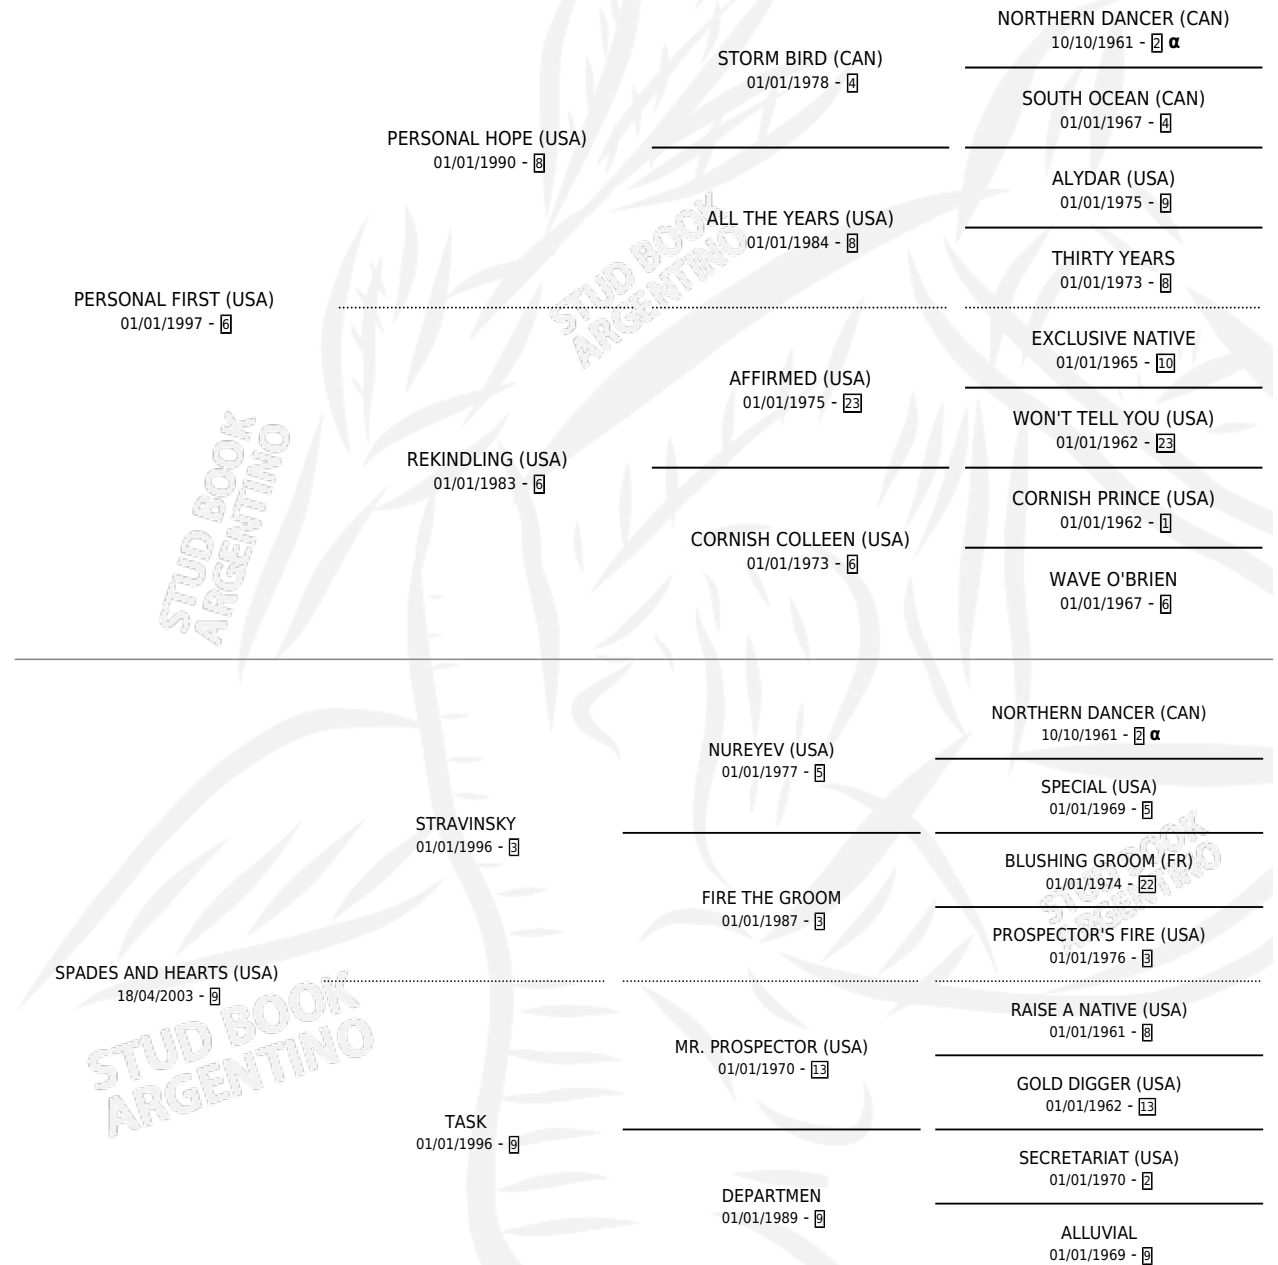 NORTHERN DANCER (CAN)
10/10/1961 - 2 α
STORM BIRD (CAN)
01/01/1978 - 4
SOUTH OCEAN (CAN)
01/01/1967 - 4
PERSONAL HOPE (USA)
01/01/1990 - 8
ALYDAR (USA)
01/01/1975 - 9
ALL THE YEARS (USA)
01/01/1984 - 8
THIRTY YEARS
01/01/1973 - 8
PERSONAL FIRST (USA)
01/01/1997 - 6
EXCLUSIVE NATIVE
01/01/1965 - 10
AFFIRMED (USA)
01/01/1975 - 23
WON'T TELL YOU (USA)
01/01/1962 - 23
REKINDLING (USA)
01/01/1983 - 6
CORNISH PRINCE (USA)
01/01/1962 - 1
CORNISH COLLEEN (USA)
01/01/1973 - 6
WAVE O'BRIEN
01/01/1967 - 6
NORTHERN DANCER (CAN)
10/10/1961 - 2 α
NUREYEV (USA)
01/01/1977 - 5
SPECIAL (USA)
01/01/1969 - 5
STRAVINSKY
01/01/1996 - 3
BLUSHING GROOM (FR)
01/01/1974 - 22
FIRE THE GROOM
01/01/1987 - 3
PROSPECTOR'S FIRE (USA)
01/01/1976 - 3
SPADES AND HEARTS (USA)
18/04/2003 - 9
RAISE A NATIVE (USA)
01/01/1961 - 8
MR. PROSPECTOR (USA)
01/01/1970 - 13
GOLD DIGGER (USA)
01/01/1962 - 13
TASK
01/01/1996 - 9
SECRETARIAT (USA)
01/01/1970 - 2
DEPARTMEN
01/01/1989 - 9
ALLUVIAL
01/01/1969 - 9
STUD BOOK
ARGENTINO
STUD BOOK
ARGENTINO
STUD BOOK
ARGENTINO
STUD BOOK
ARGENTINO